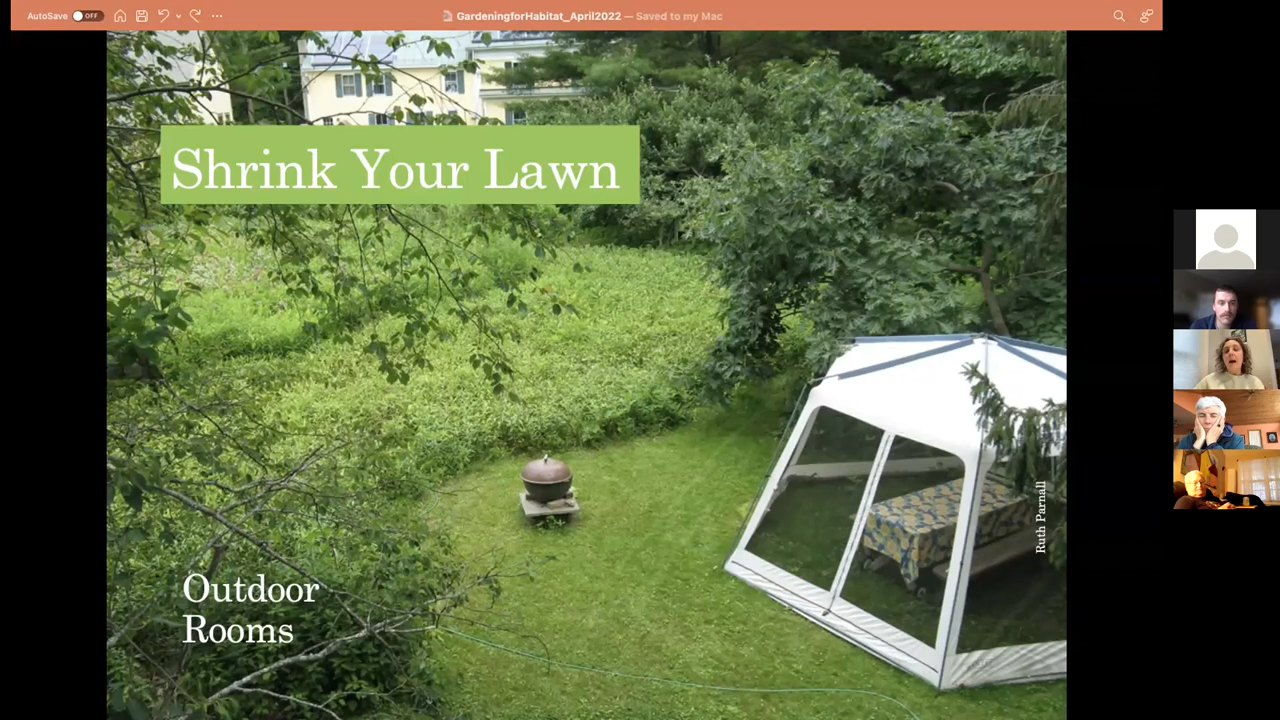 AutoSave OFF
GardeningforHabitat_April2022 — Saved to my Mac
Shrink Your Lawn
Ruth Parnall
Outdoor
Rooms